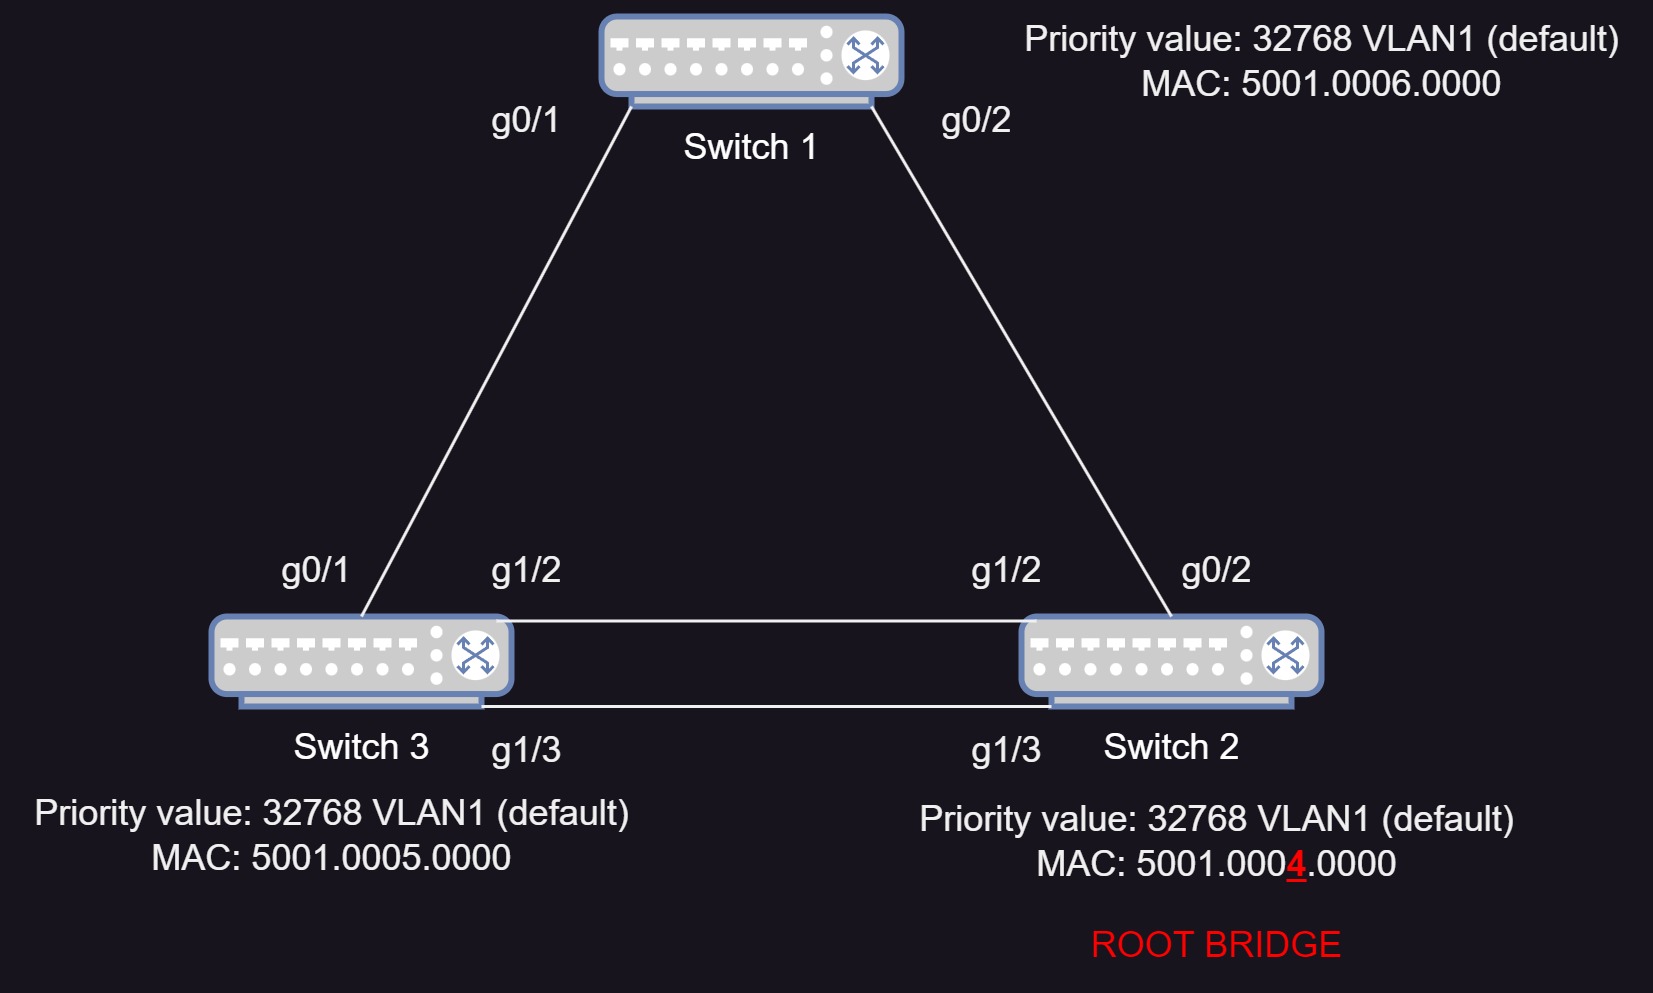 Priority value: 32768 VLAN1 (default)
MAC: 5001.0006.0000
g0/1
g0/2
Switch 1
g0/1
g1/2
g1/2
g0/2
Switch 3
g1/3
g1/3
Switch 2
Priority value: 32768 VLAN1 (default)
MAC: 5001.0005.0000
Priority value: 32768 VLAN1 (default)
MAC: 5001.0004.0000
ROOT BRIDGE